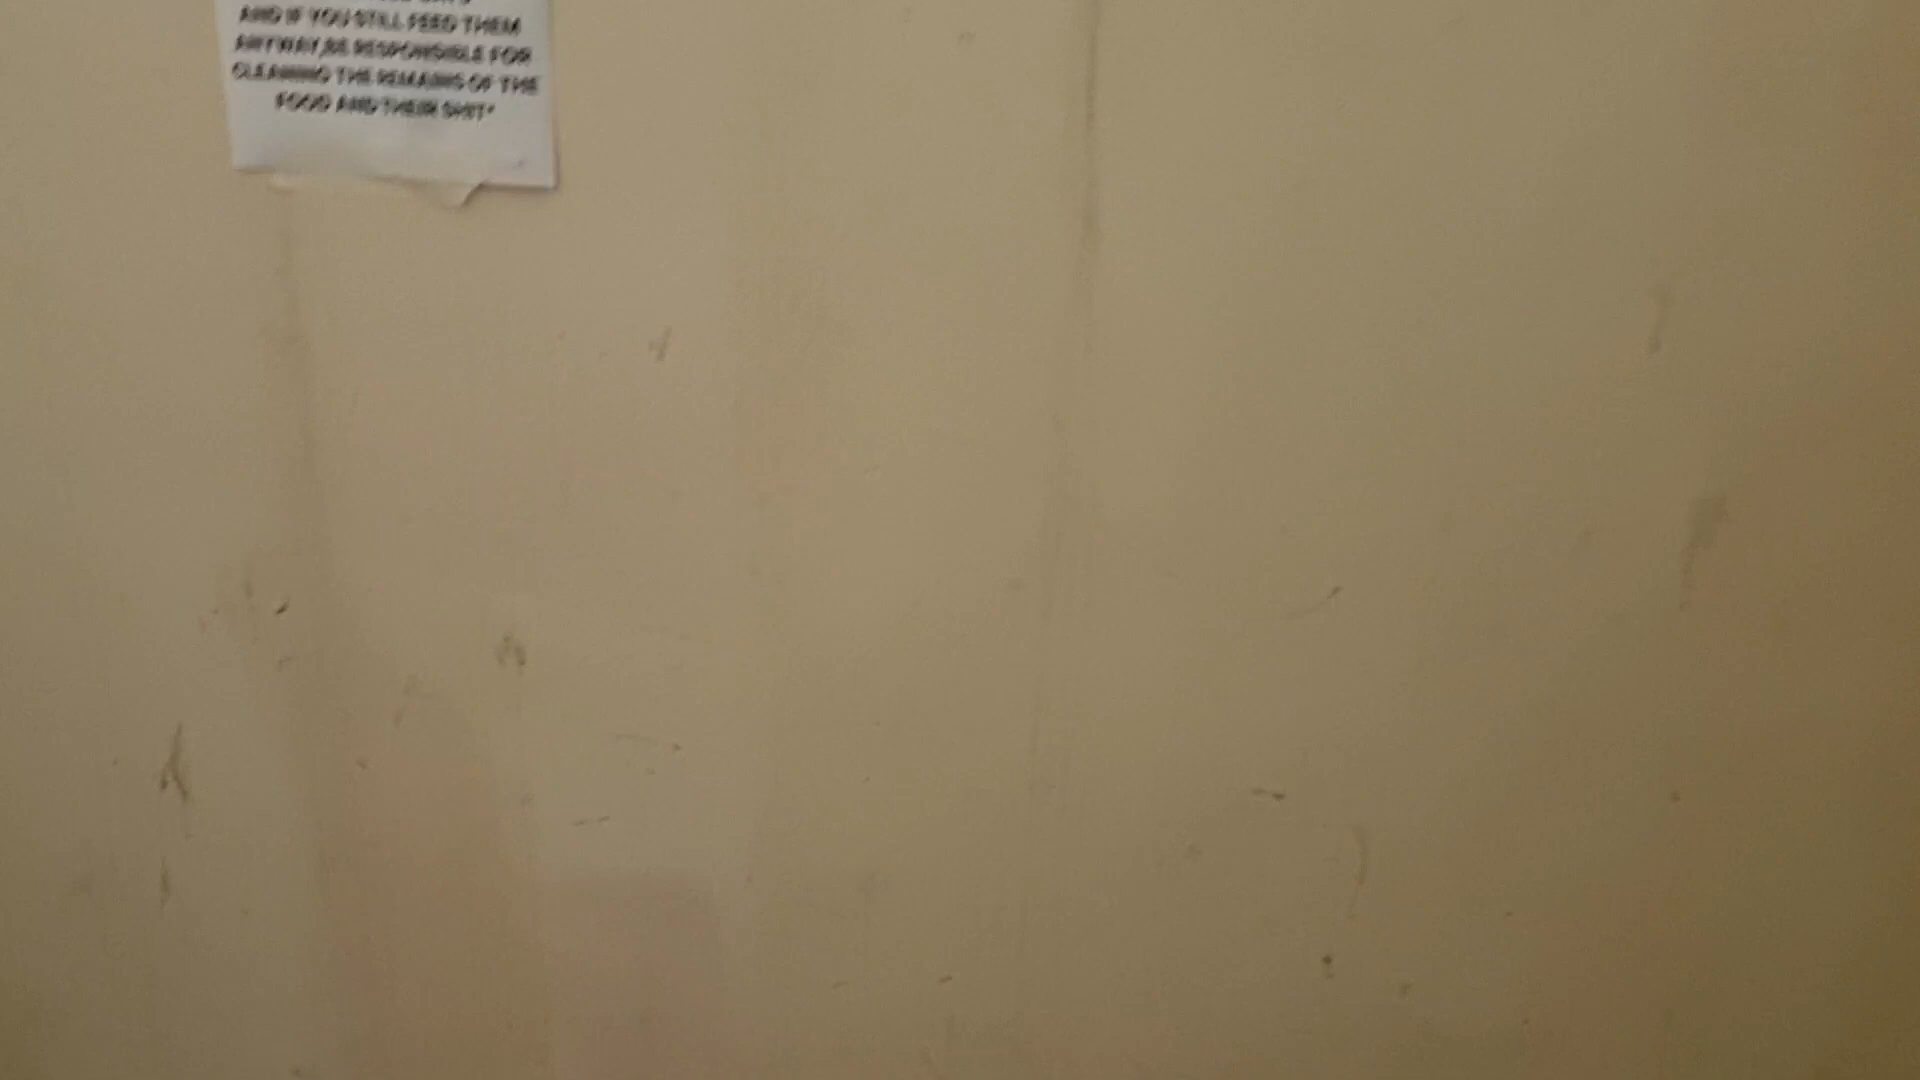 AND IF YOU STILL FEED THEM
ANYWAY, BE RESPONSIBLE FOR
CLEANING THE REMAINS OF THE
FOOD AND THEIR SHIT"